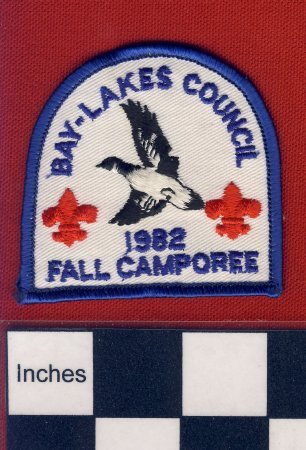 BAY-LAKES COUNCIL
1982
FALL CAMPOREE
Inches